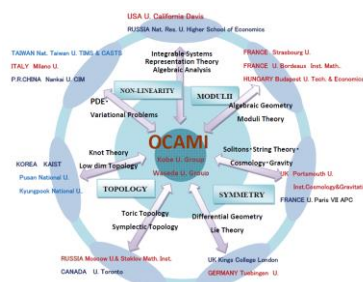 USA U. California Davis
RUSSIA Nat. Res. U. Higher School of Economics
TAIWAN Nat. Taiwan U. TIMS & CASTS
ITALY Milano U.
P.R.CHINA Nankai U. CIM
Integrable Systems
Representation Theory
Algebraic Analysis
FRANCE Strasbourg U.
FRANCE U. Bordeaux Inst. Math.
HUNGARY Budapest U. Tech. & Economics
NON-LINEARITY
MODULII
PDE・
Variational Problems
Algebraic Geometry
Moduli Theory
OCAMI
Kobe U. Group
Waseda U. Group
Knot Theory
Low dim Topology
Solitons・String Theory・
Cosmology・Gravity
KOREA KAIST
Pusan National U.
Kyungpook National U.
UK Portsmouth U.
Inst.Cosmology&Gravitat
FRANCE U. Paris VII APC
TOPOLOGY
SYMMETRY
Toric Topology
Symplectic Topology
Differential Geometry
Lie Theory
RUSSIA Moscow U.& Steklov Math. Inst.
CANADA U. Toronto
UK Kings College London
GERMANY Tuebingen U.